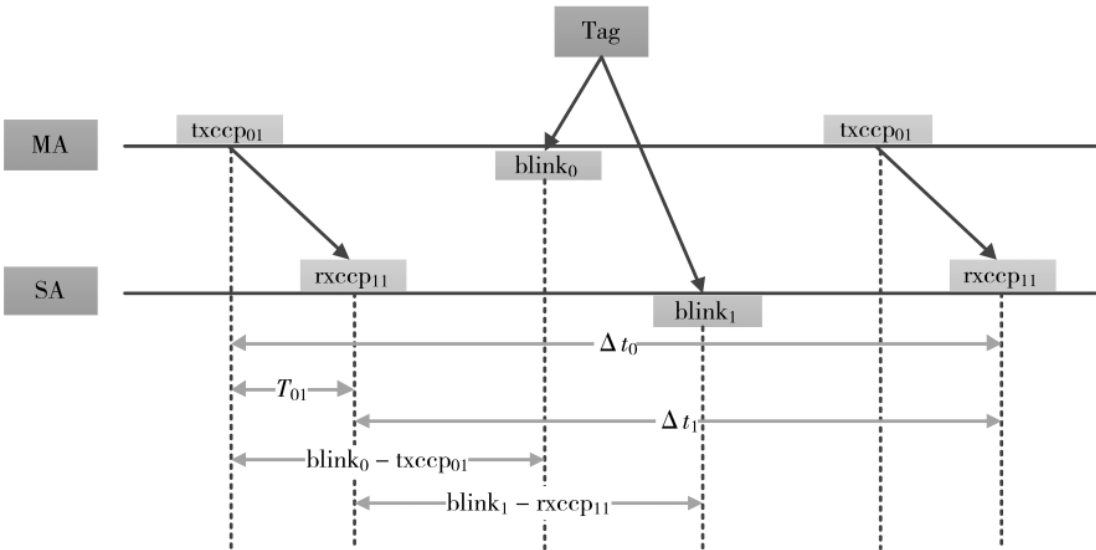 Tag
txccp₀₁
txccp₀₁
MA
blink₀
rxccp₁₁
rxccp₁₁
SA
blink₁
Δt₀
T₀₁
Δt₁
blink₀ − txccp₀₁
blink₁ − rxccp₁₁